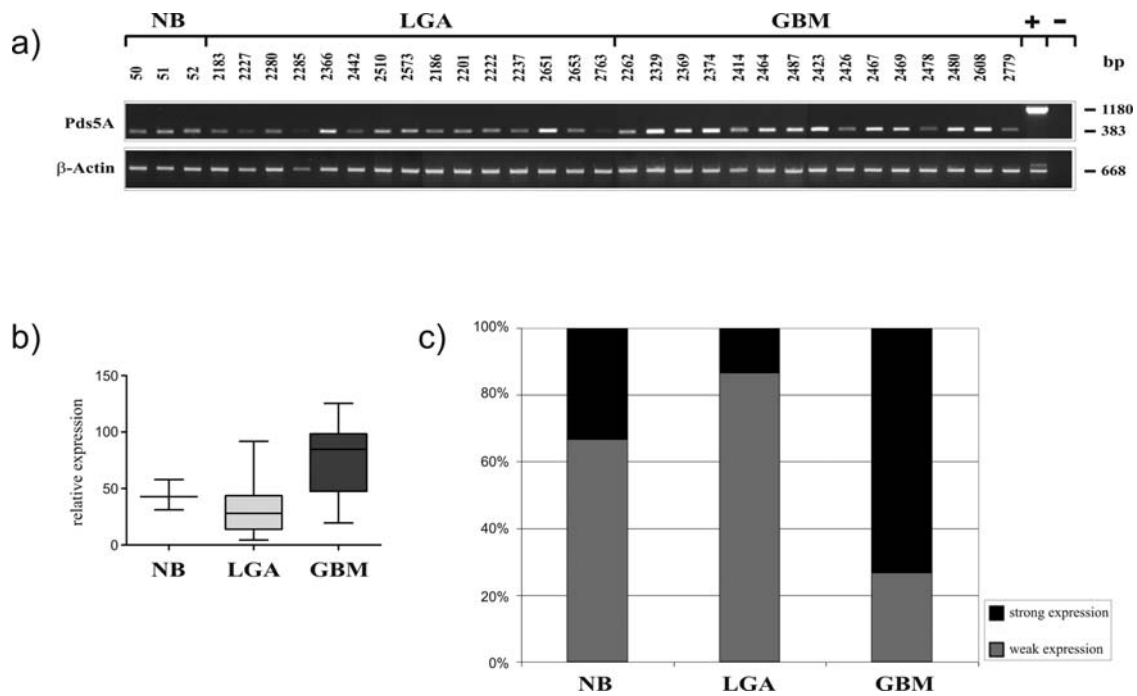 a)
NB LGA GBM + −
50 51 52 2183 2227 2280 2285 2366 2442 2510 2573 2186 2201 2222 2237 2651 2653 2763 2262 2329 2369 2374 2414 2464 2487 2423 2426 2467 2469 2478 2480 2608 2779 bp
Pds5A
1180
383
β-Actin
668
b)
relative expression
150
100
50
0
NB LGA GBM
c)
100%
80%
60%
40%
20%
0%
NB LGA GBM
strong expression
weak expression